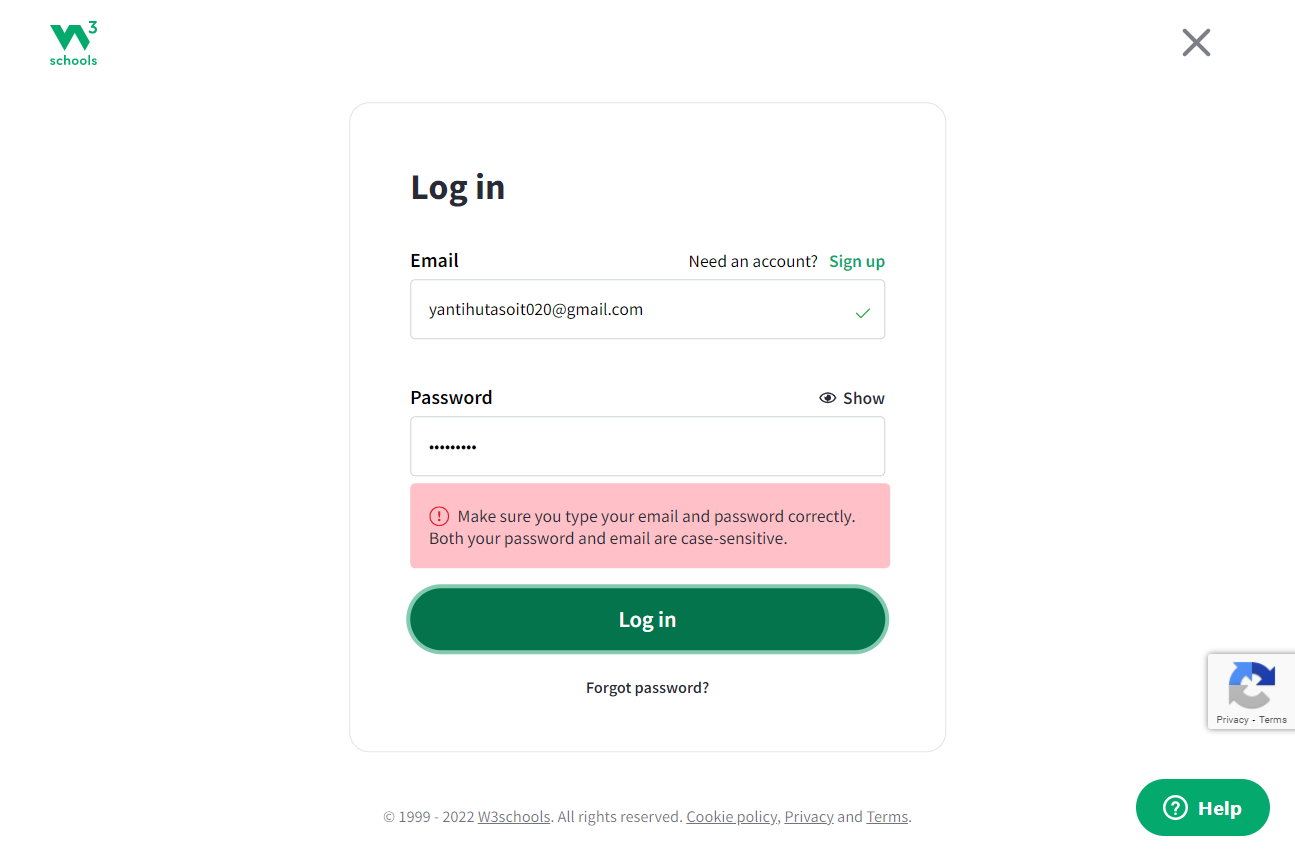 W3
schools
Log in
Email
Need an account? Sign up
yantihutasoit020@gmail.com
Password
Show
•••••••••
Make sure you type your email and password correctly.
Both your password and email are case-sensitive.
Log in
Forgot password?
Privacy - Terms
Help
© 1999 - 2022 W3schools. All rights reserved. Cookie policy, Privacy and Terms.